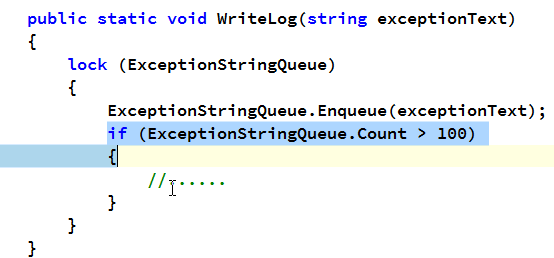 public static void WriteLog(string exceptionText)
{
lock (ExceptionStringQueue)
{
ExceptionStringQueue.Enqueue(exceptionText);
if (ExceptionStringQueue.Count > 100)
{
//......
}
}
}